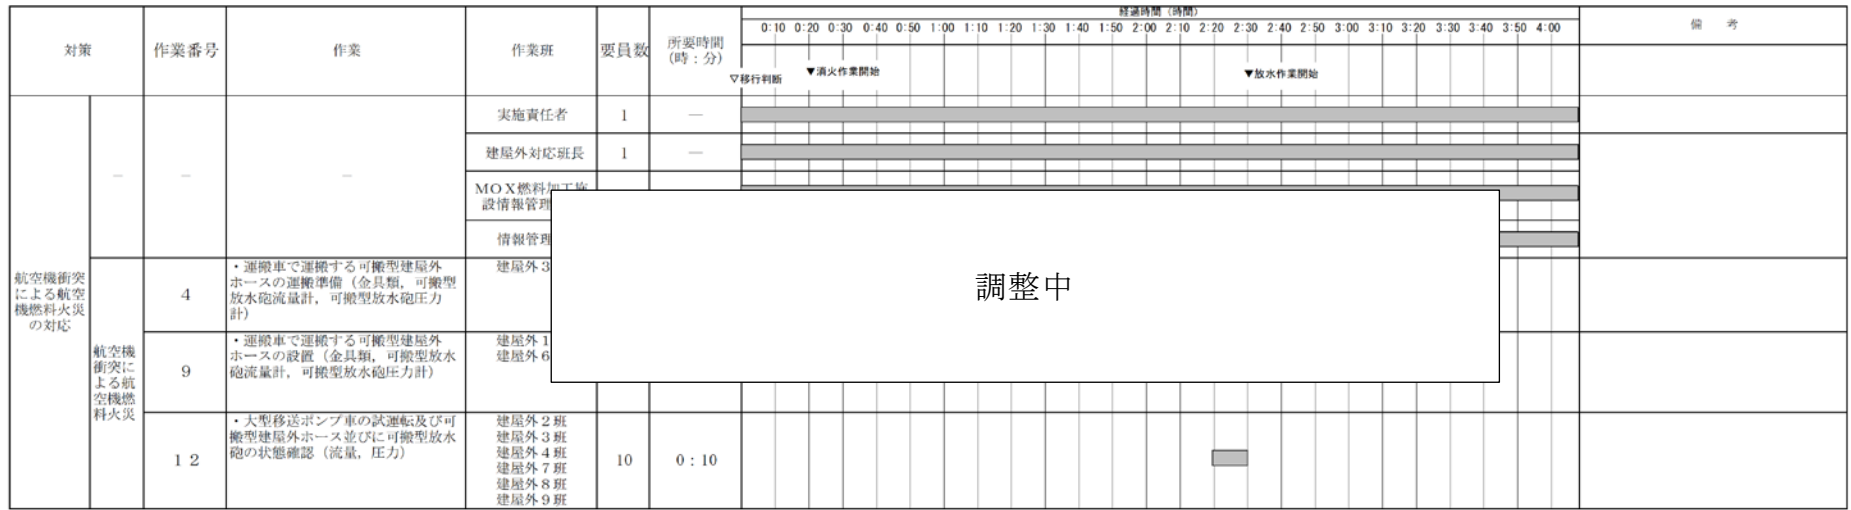 経過時間（時間）
対策
作業番号
作業
作業班
要員数
所要時間
（時：分）
0:10 0:20 0:30 0:40 0:50 1:00 1:10 1:20 1:30 1:40 1:50 2:00 2:10 2:20 2:30 2:40 2:50 3:00 3:10 3:20 3:30 3:40 3:50 4:00
備　考
▽移行判断
▼消火作業開始
▼放水作業開始
航空機衝突
による航空
機燃料火災
の対応
－
－
－
実施責任者
1
－
建屋外対応班長
1
－
MOX燃料加工施
設情報管理
情報管理
調整中
航空機
衝突に
よる航
空機燃
料火災
4
・運搬車で運搬する可搬型建屋外
ホースの運搬準備（金具類，可搬型
放水砲流量計，可搬型放水砲圧力
計）
建屋外3
9
・運搬車で運搬する可搬型建屋外
ホースの設置（金具類，可搬型放水
砲流量計，可搬型放水砲圧力計）
建屋外1
建屋外6
12
・大型移送ポンプ車の試運転及び可
搬型建屋外ホース並びに可搬型放水
砲の状態確認（流量，圧力）
建屋外2班
建屋外3班
建屋外4班
建屋外7班
建屋外8班
建屋外9班
10
0：10